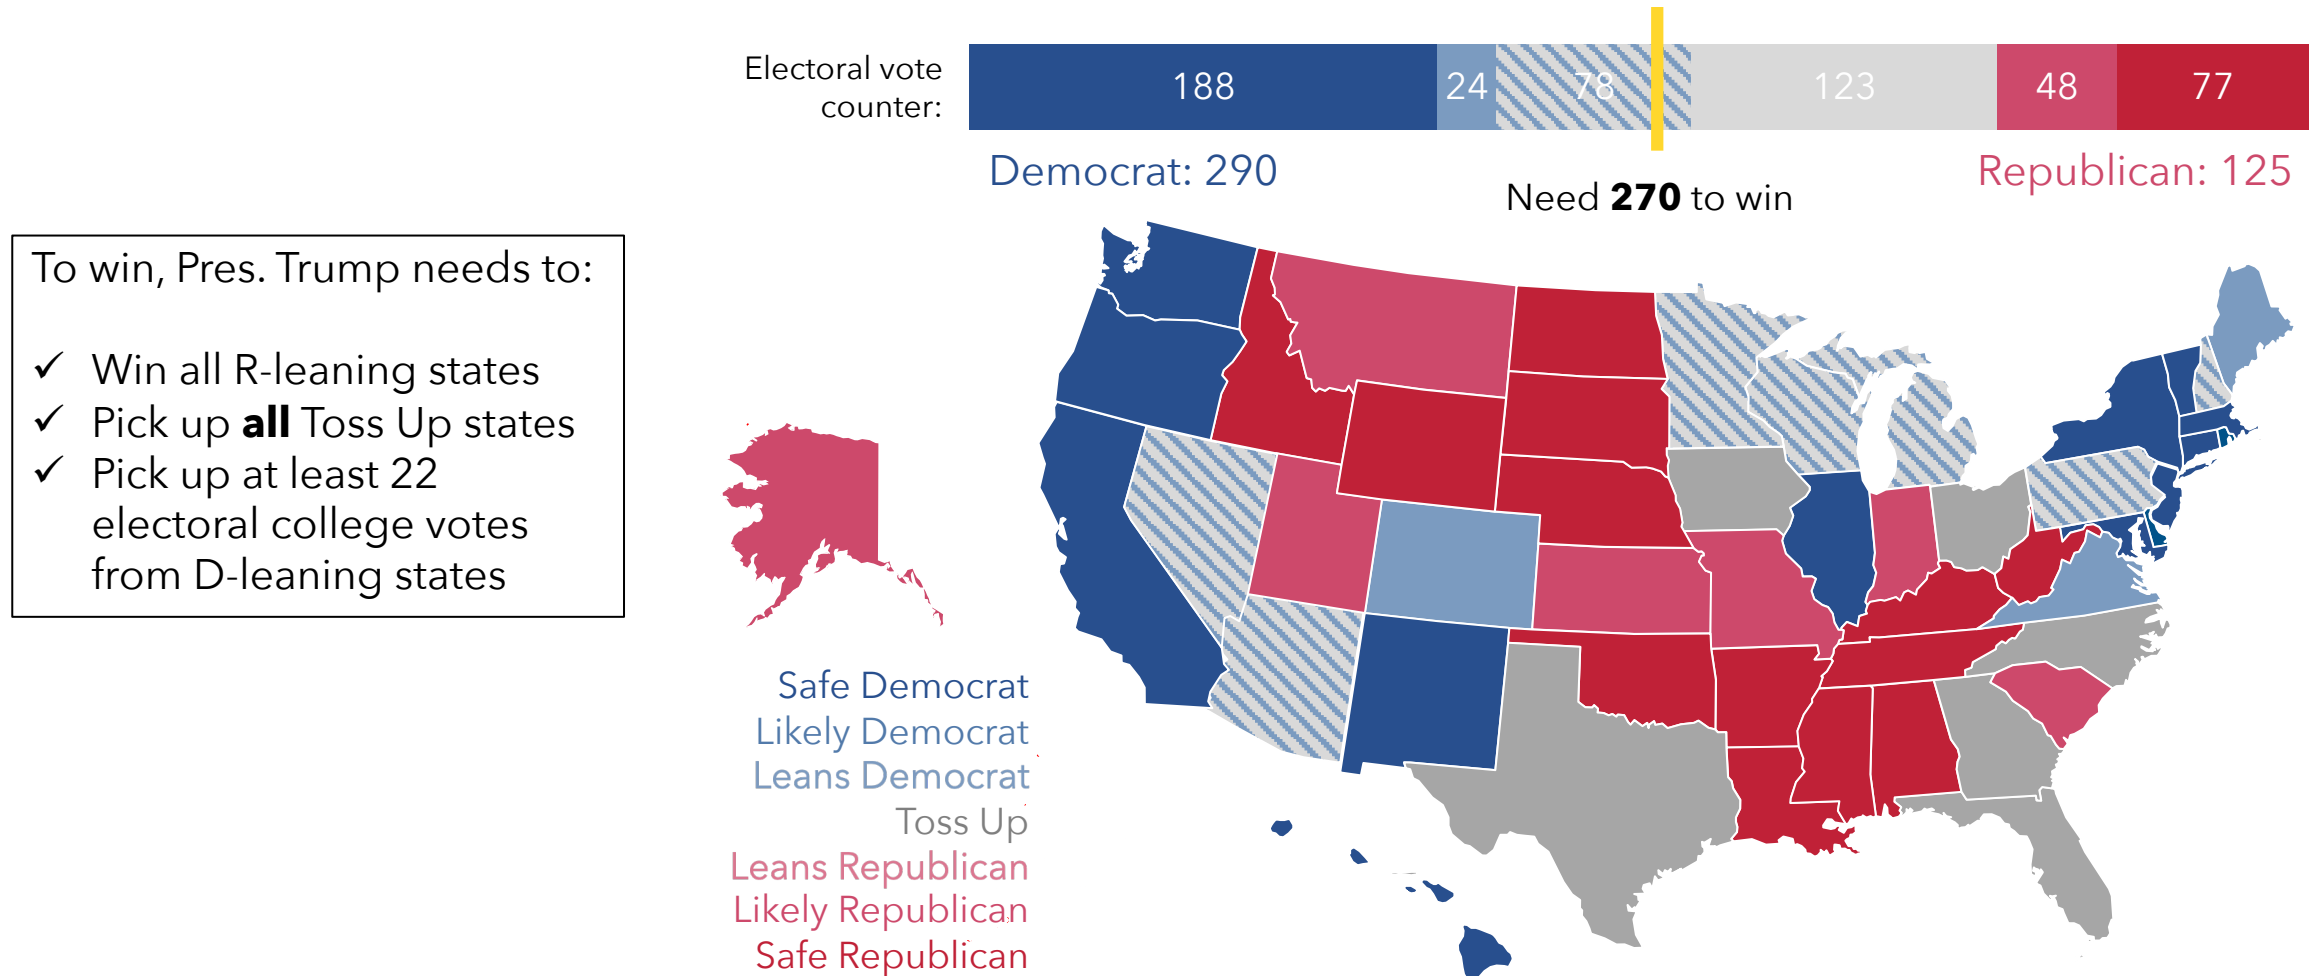 Electoral vote
counter:
188
24
78
123
48
77
Democrat: 290
Republican: 125
Need 270 to win
To win, Pres. Trump needs to:
✓ Win all R-leaning states
✓ Pick up all Toss Up states
✓ Pick up at least 22
electoral college votes
from D-leaning states
Safe Democrat
Likely Democrat
Leans Democrat
Toss Up
Leans Republican
Likely Republican
Safe Republican